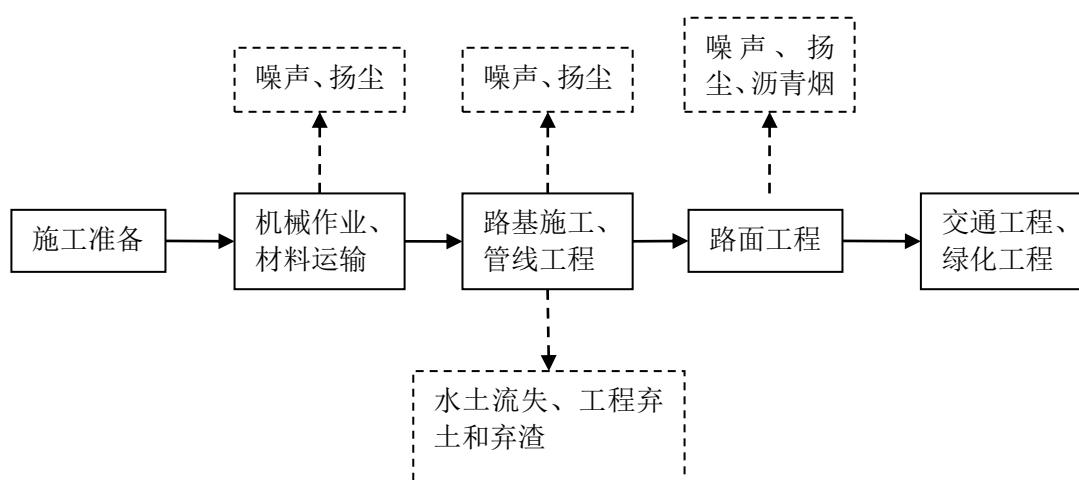 噪声、扬尘
噪声、扬尘
噪声、扬
尘、沥青烟
施工准备
机械作业、
材料运输
路基施工、
管线工程
路面工程
交通工程、
绿化工程
水土流失、工程弃
土和弃渣